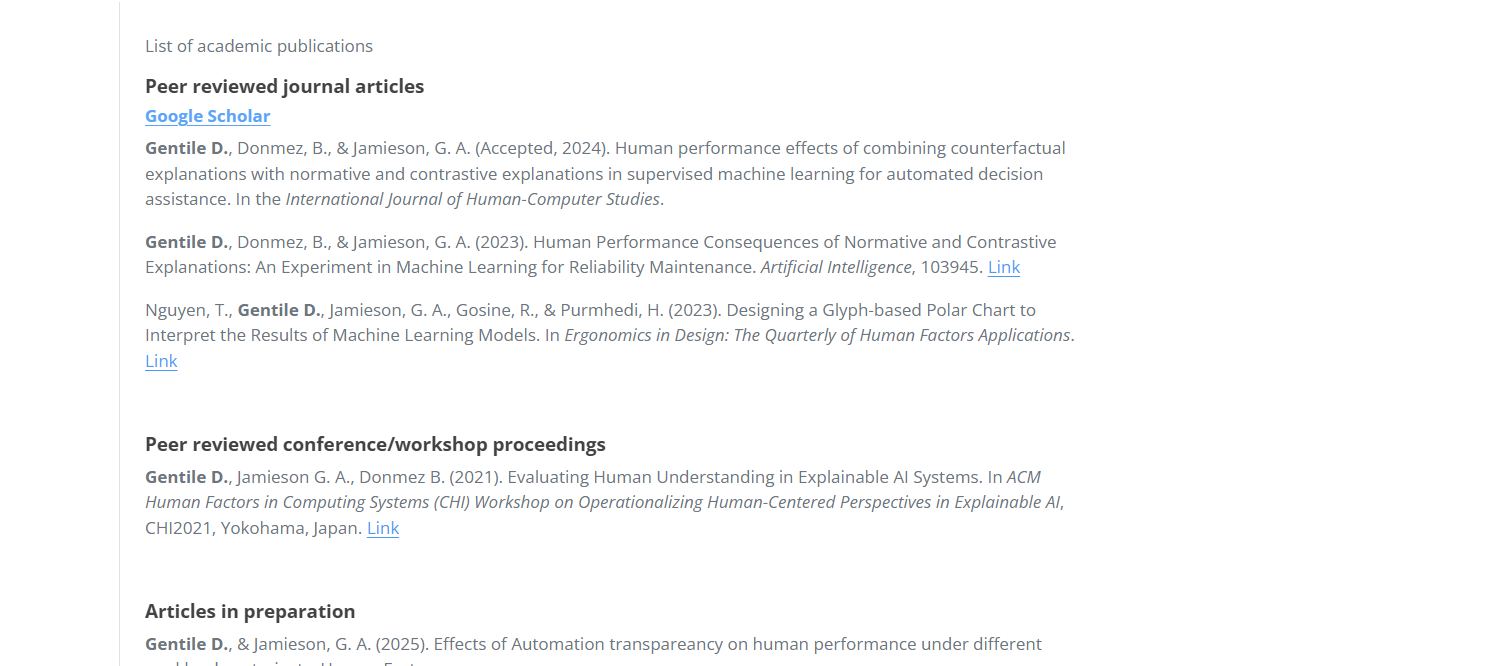 List of academic publications
Peer reviewed journal articles
Google Scholar
Gentile D., Donmez, B., & Jamieson, G. A. (Accepted, 2024). Human performance effects of combining counterfactual
explanations with normative and contrastive explanations in supervised machine learning for automated decision
assistance. In the International Journal of Human-Computer Studies.
Gentile D., Donmez, B., & Jamieson, G. A. (2023). Human Performance Consequences of Normative and Contrastive
Explanations: An Experiment in Machine Learning for Reliability Maintenance. Artificial Intelligence, 103945. Link
Nguyen, T., Gentile D., Jamieson, G. A., Gosine, R., & Purmhedi, H. (2023). Designing a Glyph-based Polar Chart to
Interpret the Results of Machine Learning Models. In Ergonomics in Design: The Quarterly of Human Factors Applications.
Link
Peer reviewed conference/workshop proceedings
Gentile D., Jamieson G. A., Donmez B. (2021). Evaluating Human Understanding in Explainable AI Systems. In ACM
Human Factors in Computing Systems (CHI) Workshop on Operationalizing Human-Centered Perspectives in Explainable AI,
CHI2021, Yokohama, Japan. Link
Articles in preparation
Gentile D., & Jamieson, G. A. (2025). Effects of Automation transpareancy on human performance under different